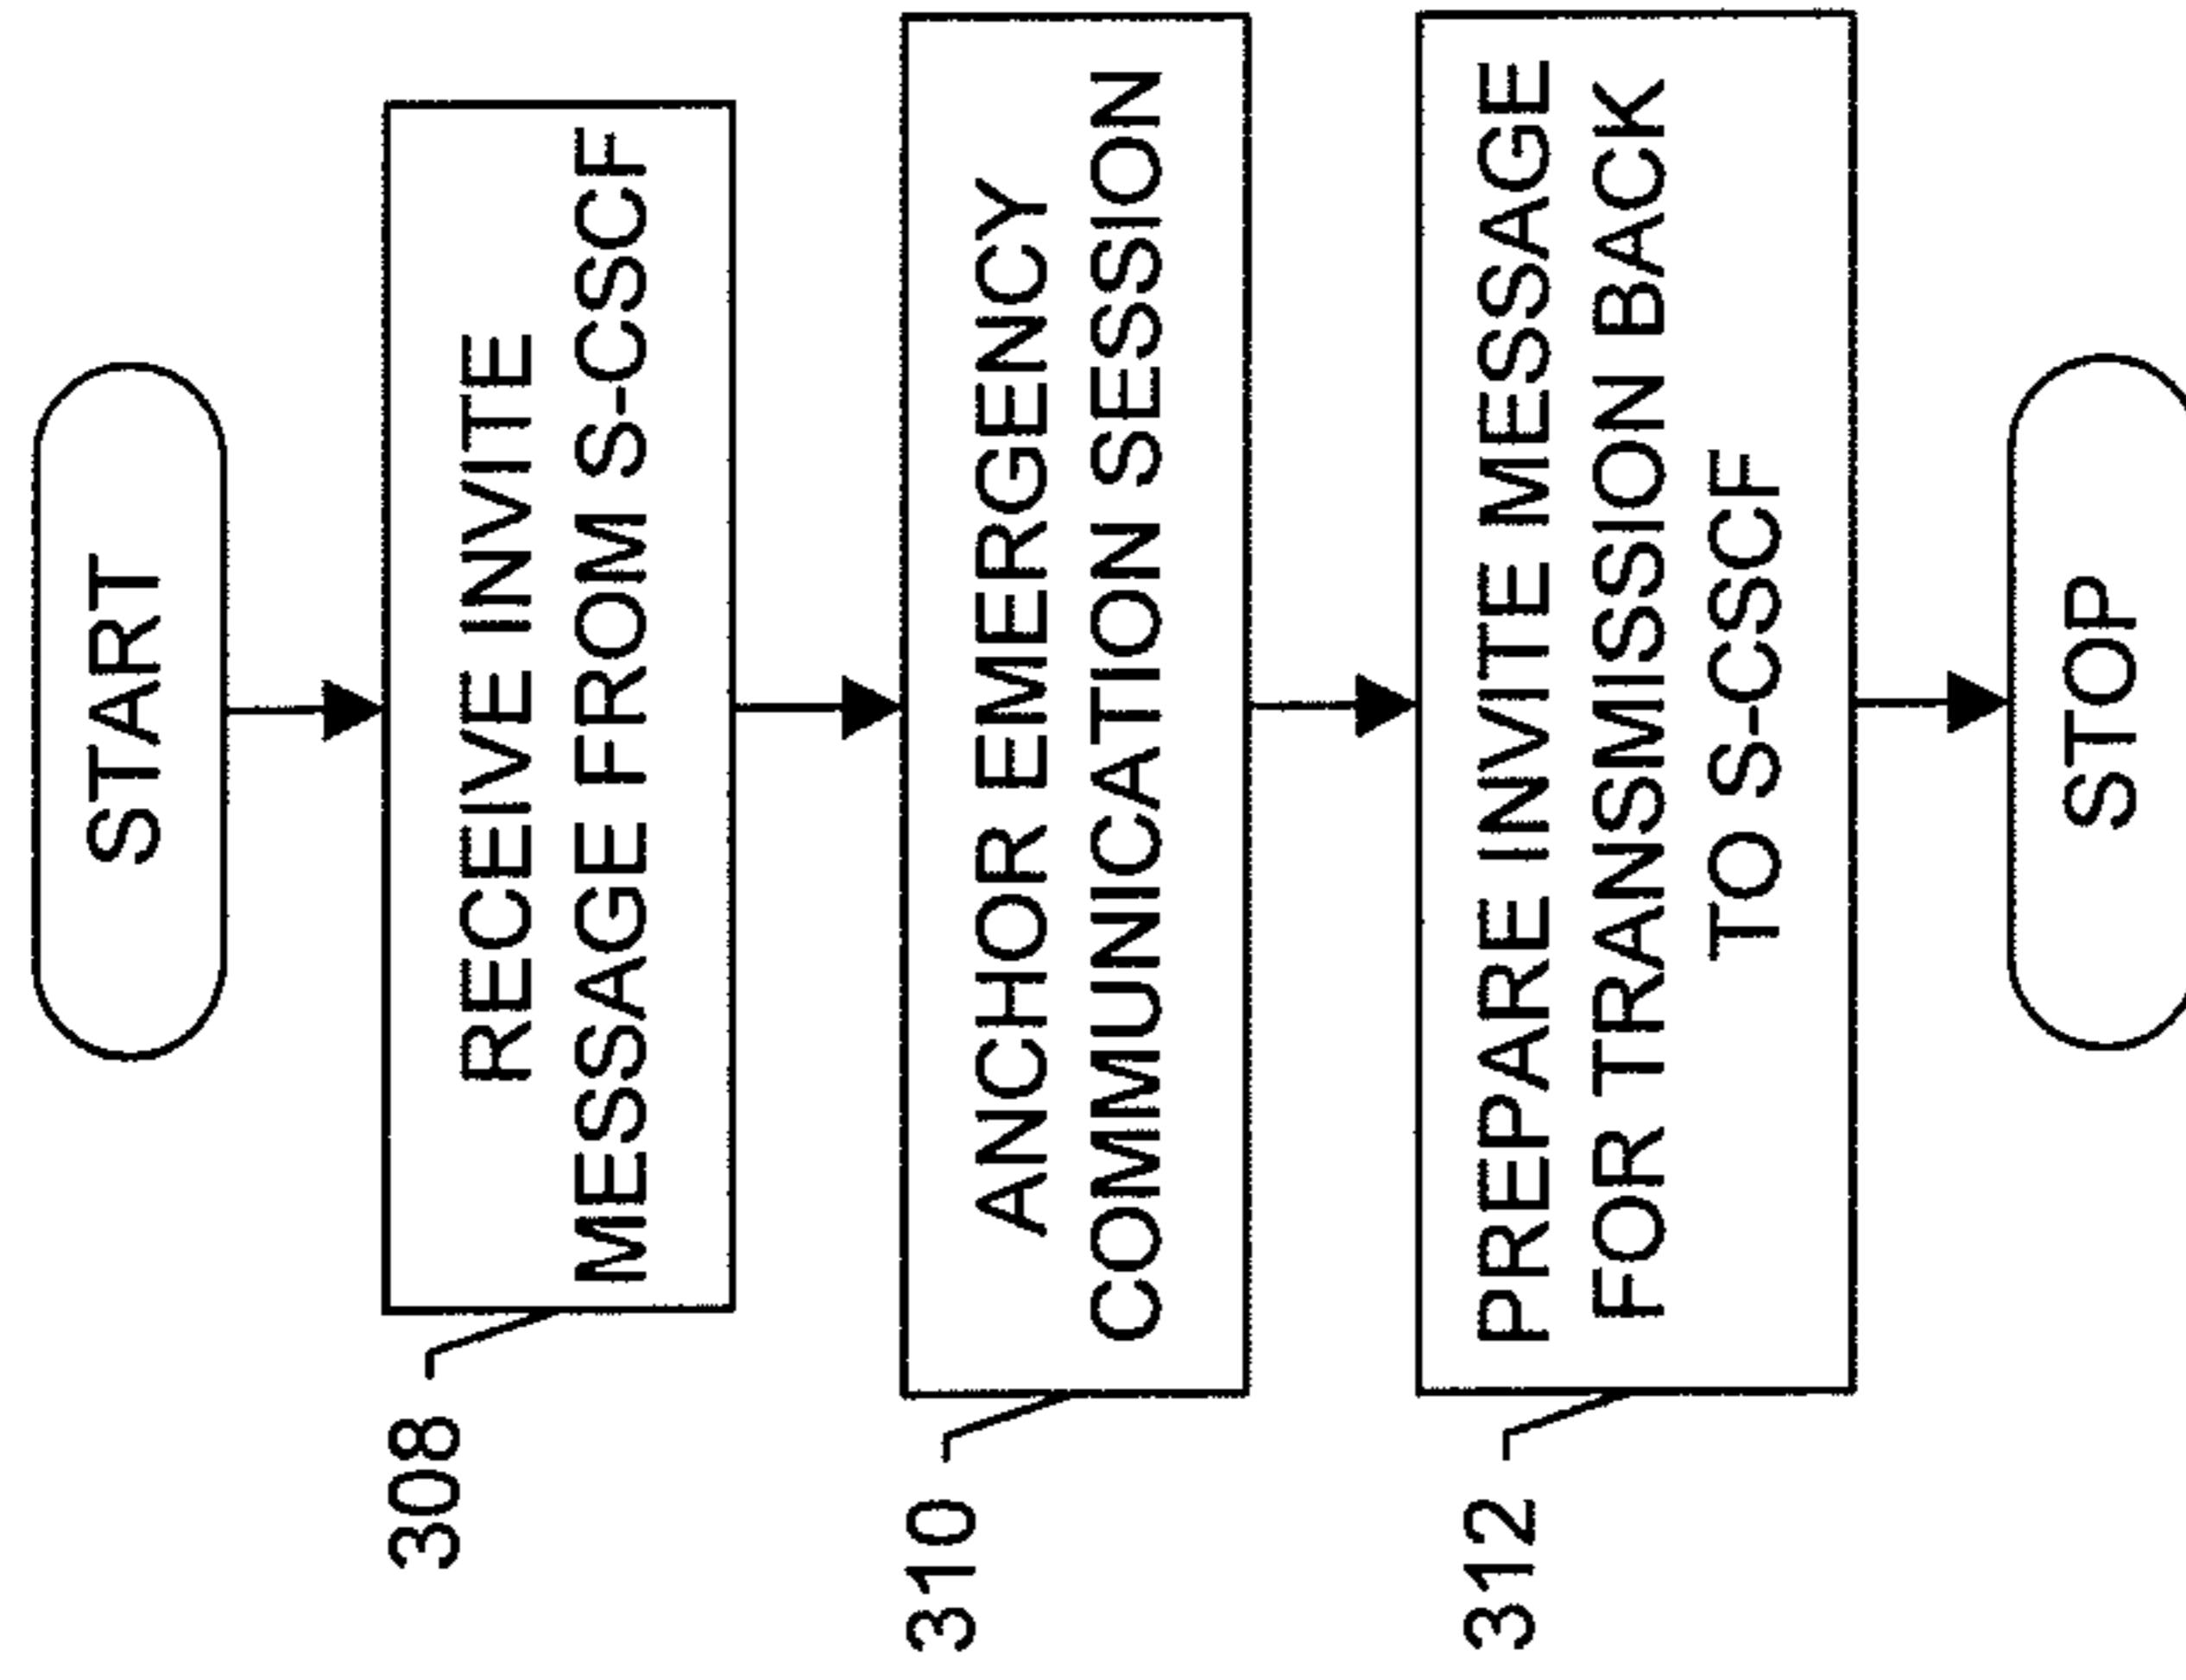 START
308
RECEIVE INVITE
MESSAGE FROM S-CSCF
310
ANCHOR EMERGENCY
COMMUNICATION SESSION
312
PREPARE INVITE MESSAGE
FOR TRANSMISSION BACK
TO S-CSCF
STOP